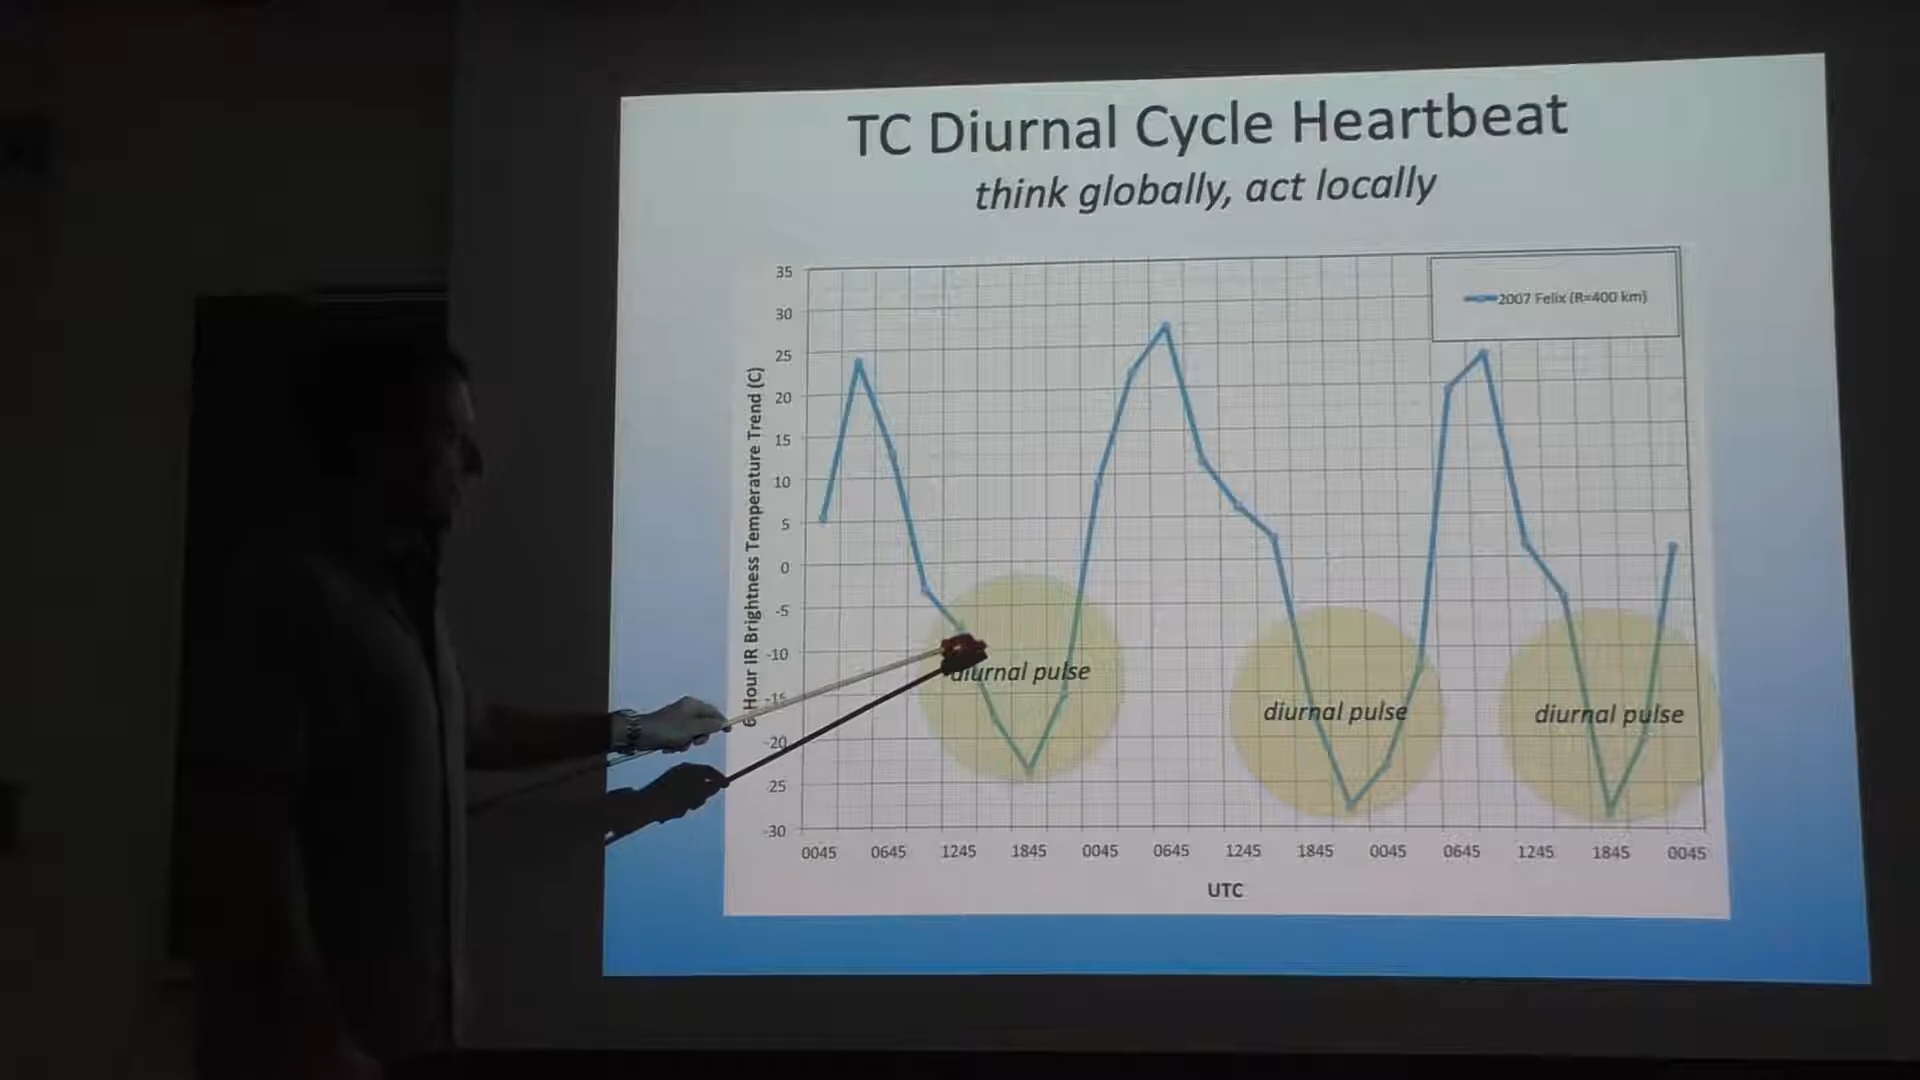 TC Diurnal Cycle Heartbeat
think globally, act locally
2007 Felix (R=400 km)
6-Hour IR Brightness Temperature Trend (C)
35
30
25
20
15
10
5
0
-5
-10
-15
-20
-25
-30
diurnal pulse
diurnal pulse
diurnal pulse
0045 0645 1245 1845 0045 0645 1245 1845 0045 0645 1245 1845 0045
UTC